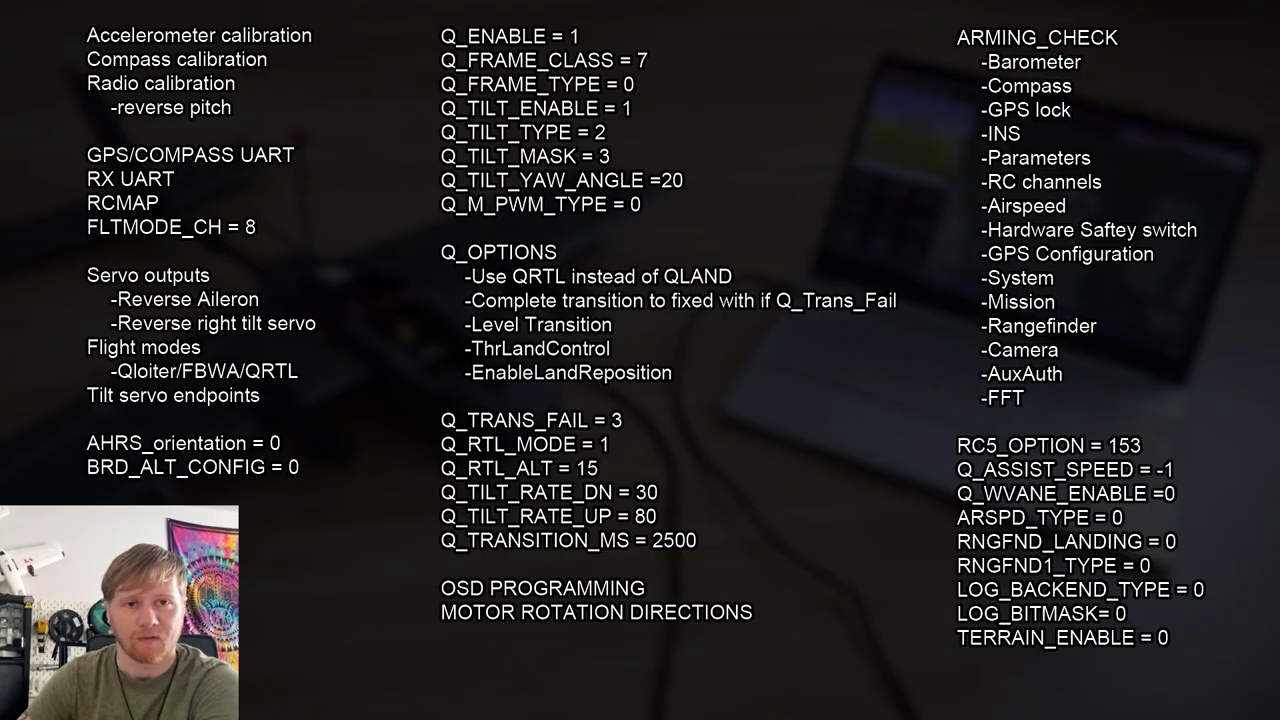 Accelerometer calibration
Compass calibration
Radio calibration
-reverse pitch
GPS/COMPASS UART
RX UART
RCMAP
FLTMODE_CH = 8
Servo outputs
-Reverse Aileron
-Reverse right tilt servo
Flight modes
-Qloiter/FBWA/QRTL
Tilt servo endpoints
AHRS_orientation = 0
BRD_ALT_CONFIG = 0
Q_ENABLE = 1
Q_FRAME_CLASS = 7
Q_FRAME_TYPE = 0
Q_TILT_ENABLE = 1
Q_TILT_TYPE = 2
Q_TILT_MASK = 3
Q_TILT_YAW_ANGLE =20
Q_M_PWM_TYPE = 0
Q_OPTIONS
-Use QRTL instead of QLAND
-Complete transition to fixed with if Q_Trans_Fail
-Level Transition
-ThrLandControl
-EnableLandReposition
Q_TRANS_FAIL = 3
Q_RTL_MODE = 1
Q_RTL_ALT = 15
Q_TILT_RATE_DN = 30
Q_TILT_RATE_UP = 80
Q_TRANSITION_MS = 2500
OSD PROGRAMMING
MOTOR ROTATION DIRECTIONS
ARMING_CHECK
-Barometer
-Compass
-GPS lock
-INS
-Parameters
-RC channels
-Airspeed
-Hardware Saftey switch
-GPS Configuration
-System
-Mission
-Rangefinder
-Camera
-AuxAuth
-FFT
RC5_OPTION = 153
Q_ASSIST_SPEED = -1
Q_WVANE_ENABLE =0
ARSPD_TYPE = 0
RNGFND_LANDING = 0
RNGFND1_TYPE = 0
LOG_BACKEND_TYPE = 0
LOG_BITMASK= 0
TERRAIN_ENABLE = 0